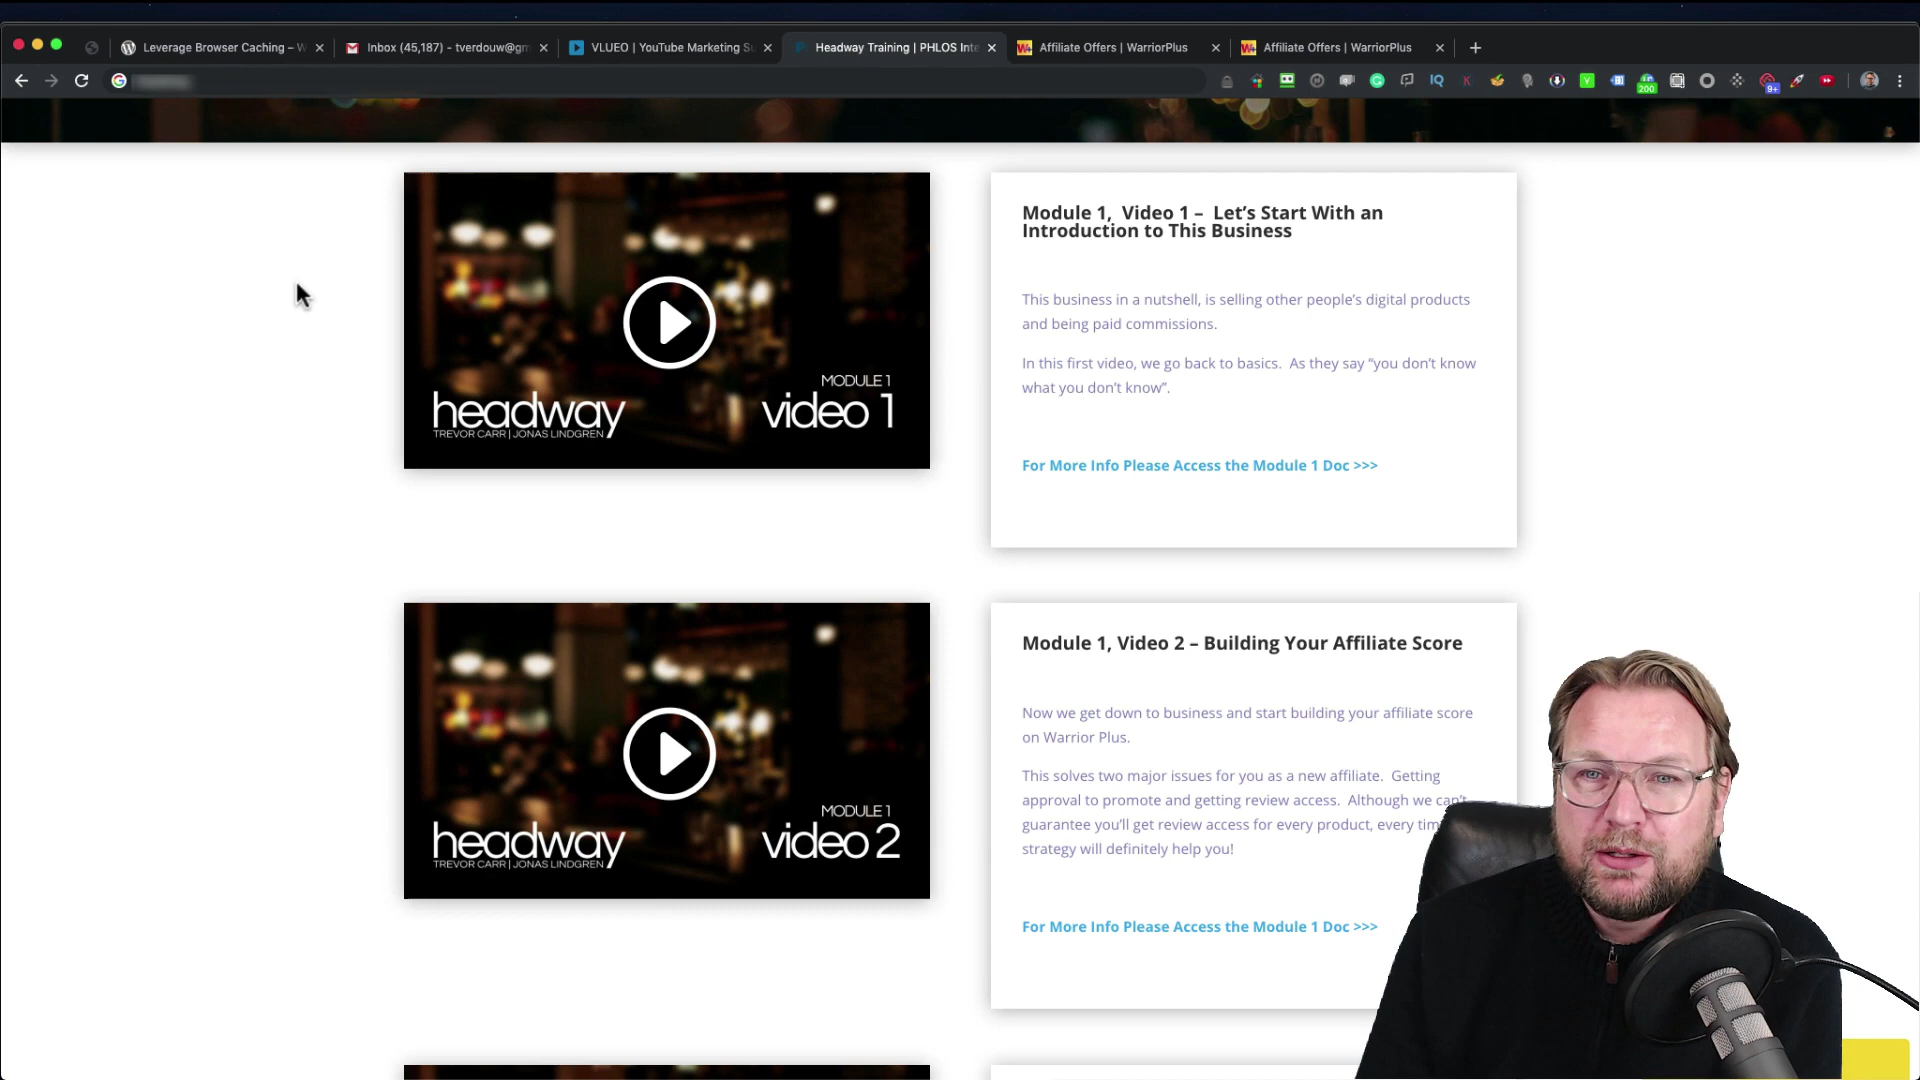 Leverage Browser Caching – W
Inbox (45,187) - tverdouw@gm
VLUEO | YouTube Marketing Su
Headway Training | PHLOS Inte
Affiliate Offers | WarriorPlus
Affiliate Offers | WarriorPlus
IQ
200
9+
headway
TREVOR CARR | JONAS LINDGREN
MODULE 1
video 1
Module 1,  Video 1 –  Let’s Start With an
Introduction to This Business
This business in a nutshell, is selling other people’s digital products
and being paid commissions.
In this first video, we go back to basics.  As they say “you don’t know
what you don’t know”.
For More Info Please Access the Module 1 Doc >>>
headway
TREVOR CARR | JONAS LINDGREN
MODULE 1
video 2
Module 1, Video 2 – Building Your Affiliate Score
Now we get down to business and start building your affiliate score
on Warrior Plus.
This solves two major issues for you as a new affiliate.  Getting
approval to promote and getting review access.  Although we can’t
guarantee you’ll get review access for every product, every tim
strategy will definitely help you!
For More Info Please Access the Module 1 Doc >>>